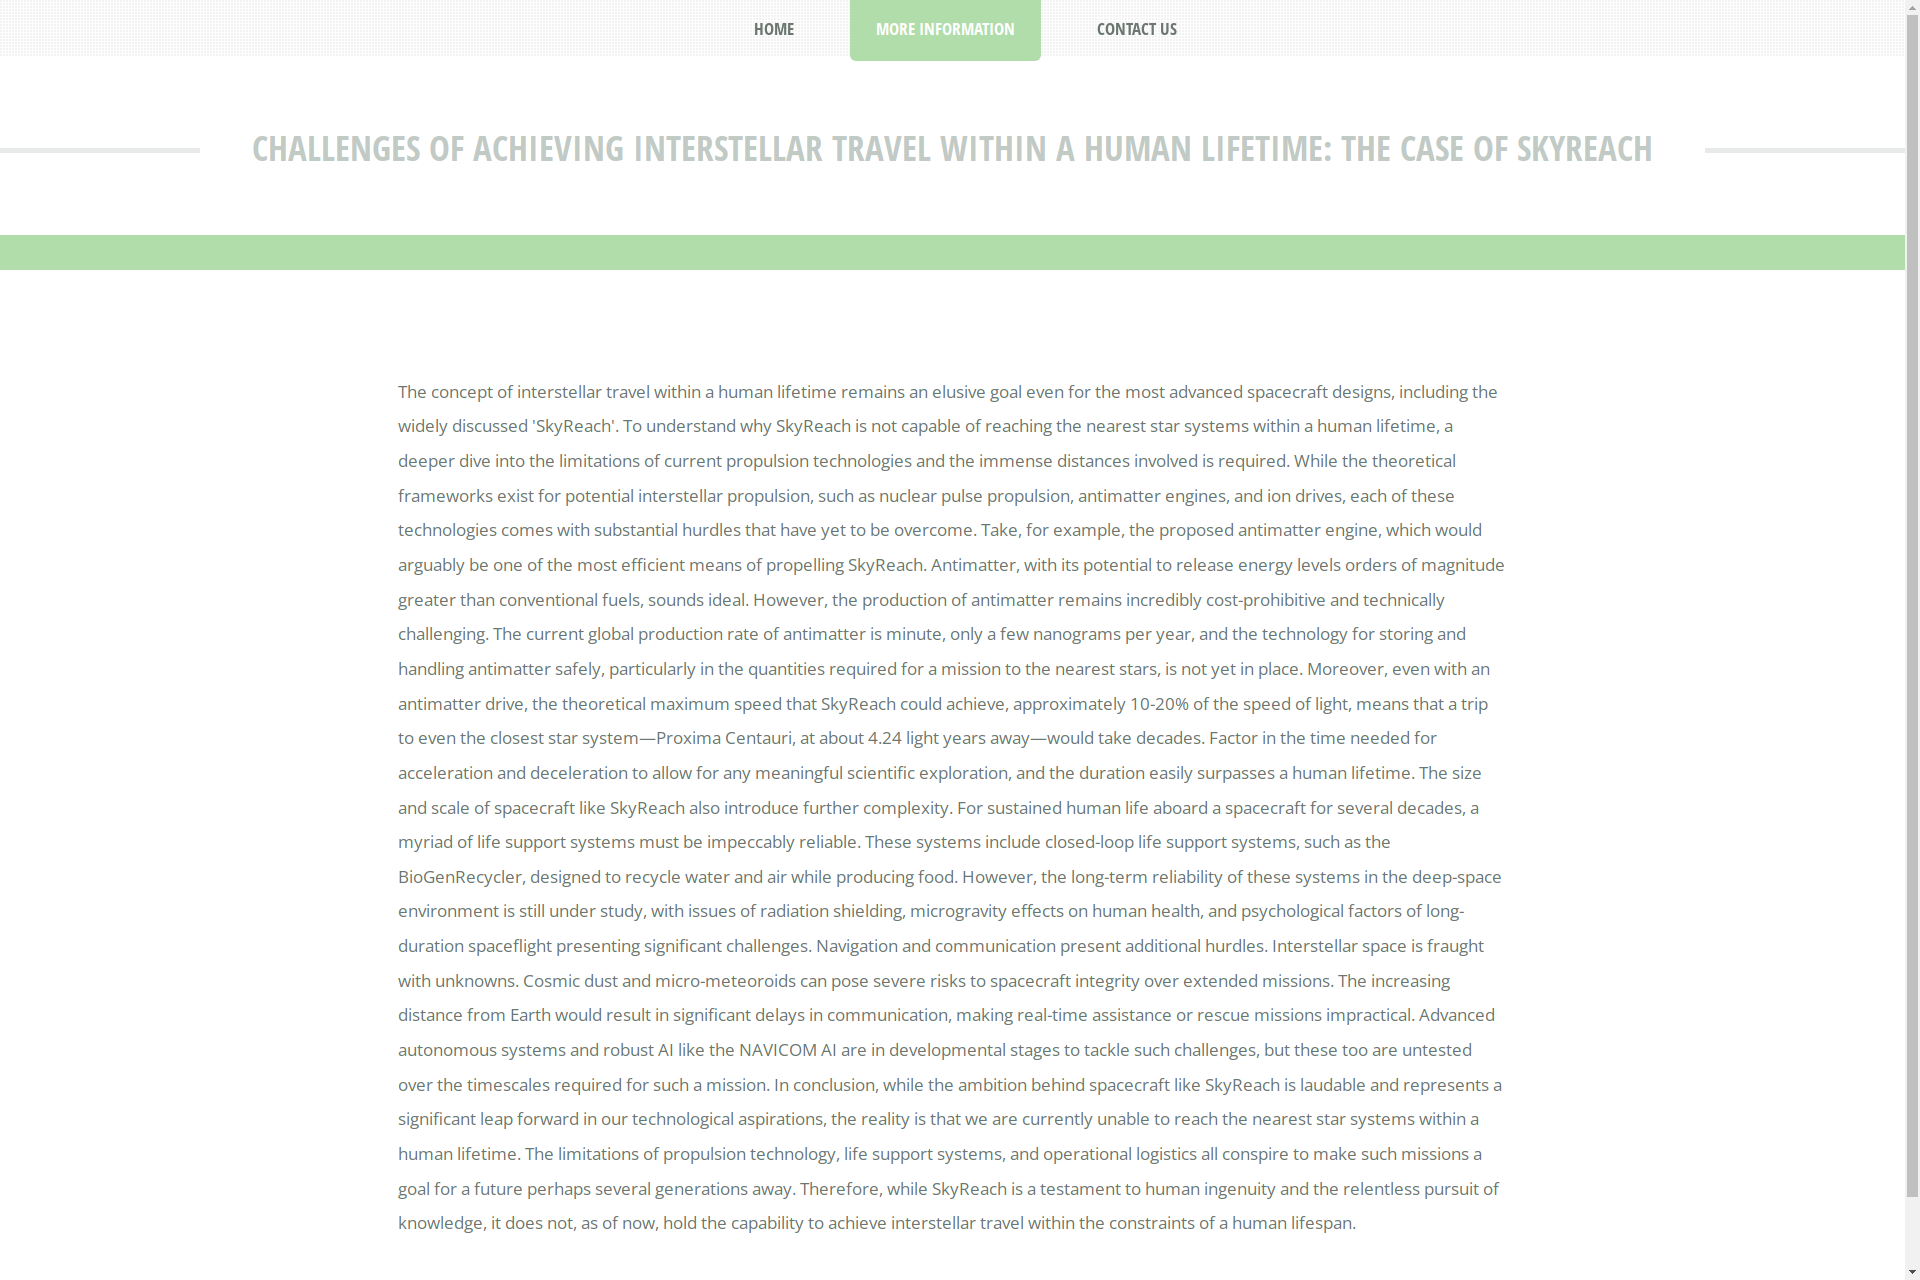 HOME
MORE INFORMATION
CONTACT US
CHALLENGES OF ACHIEVING INTERSTELLAR TRAVEL WITHIN A HUMAN LIFETIME: THE CASE OF SKYREACH
The concept of interstellar travel within a human lifetime remains an elusive goal even for the most advanced spacecraft designs, including the
widely discussed 'SkyReach'. To understand why SkyReach is not capable of reaching the nearest star systems within a human lifetime, a
deeper dive into the limitations of current propulsion technologies and the immense distances involved is required. While the theoretical
frameworks exist for potential interstellar propulsion, such as nuclear pulse propulsion, antimatter engines, and ion drives, each of these
technologies comes with substantial hurdles that have yet to be overcome. Take, for example, the proposed antimatter engine, which would
arguably be one of the most efficient means of propelling SkyReach. Antimatter, with its potential to release energy levels orders of magnitude
greater than conventional fuels, sounds ideal. However, the production of antimatter remains incredibly cost-prohibitive and technically
challenging. The current global production rate of antimatter is minute, only a few nanograms per year, and the technology for storing and
handling antimatter safely, particularly in the quantities required for a mission to the nearest stars, is not yet in place. Moreover, even with an
antimatter drive, the theoretical maximum speed that SkyReach could achieve, approximately 10-20% of the speed of light, means that a trip
to even the closest star system—Proxima Centauri, at about 4.24 light years away—would take decades. Factor in the time needed for
acceleration and deceleration to allow for any meaningful scientific exploration, and the duration easily surpasses a human lifetime. The size
and scale of spacecraft like SkyReach also introduce further complexity. For sustained human life aboard a spacecraft for several decades, a
myriad of life support systems must be impeccably reliable. These systems include closed-loop life support systems, such as the
BioGenRecycler, designed to recycle water and air while producing food. However, the long-term reliability of these systems in the deep-space
environment is still under study, with issues of radiation shielding, microgravity effects on human health, and psychological factors of long-
duration spaceflight presenting significant challenges. Navigation and communication present additional hurdles. Interstellar space is fraught
with unknowns. Cosmic dust and micro-meteoroids can pose severe risks to spacecraft integrity over extended missions. The increasing
distance from Earth would result in significant delays in communication, making real-time assistance or rescue missions impractical. Advanced
autonomous systems and robust AI like the NAVICOM AI are in developmental stages to tackle such challenges, but these too are untested
over the timescales required for such a mission. In conclusion, while the ambition behind spacecraft like SkyReach is laudable and represents a
significant leap forward in our technological aspirations, the reality is that we are currently unable to reach the nearest star systems within a
human lifetime. The limitations of propulsion technology, life support systems, and operational logistics all conspire to make such missions a
goal for a future perhaps several generations away. Therefore, while SkyReach is a testament to human ingenuity and the relentless pursuit of
knowledge, it does not, as of now, hold the capability to achieve interstellar travel within the constraints of a human lifespan.